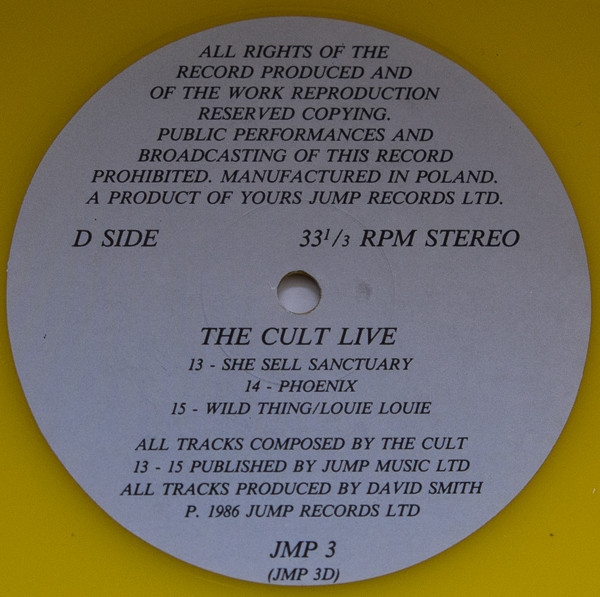 ALL RIGHTS OF THE
RECORD PRODUCED AND
OF THE WORK REPRODUCTION
RESERVED COPYING.
PUBLIC PERFORMANCES AND
BROADCASTING OF THIS RECORD
PROHIBITED. MANUFACTURED IN POLAND.
A PRODUCT OF YOURS JUMP RECORDS LTD.
D SIDE 33 1/3 RPM STEREO
THE CULT LIVE
13 - SHE SELL SANCTUARY
14 - PHOENIX
15 - WILD THING/LOUIE LOUIE
ALL TRACKS COMPOSED BY THE CULT
13 - 15 PUBLISHED BY JUMP MUSIC LTD
ALL TRACKS PRODUCED BY DAVID SMITH
P. 1986 JUMP RECORDS LTD
JMP 3
(JMP 3D)